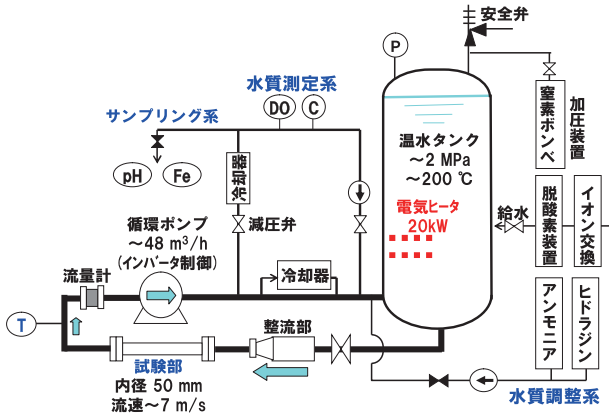 安全弁
P
水質測定系
サンプリング系
DO
C
窒素ボンベ
加圧装置
温水タンク
～2 MPa
～200 ℃
pH
Fe
冷却器
電気ヒータ
20kW
給水
脱酸素装置
イオン交換
循環ポンプ
～48 m³/h
(インバータ制御)
減圧弁
流量計
冷却器
アンモニア
ヒドラジン
T
整流部
試験部
内径 50 mm
流速～7 m/s
水質調整系